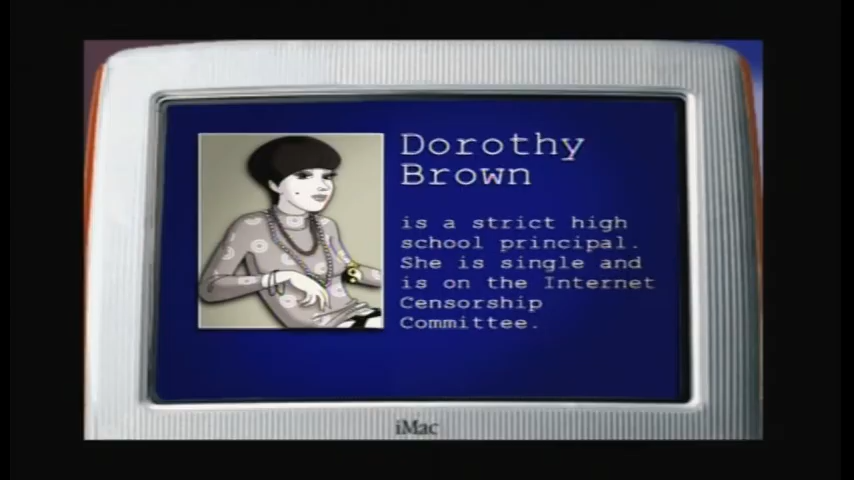 Dorothy
Brown
is a strict high
school principal.
She is single and
is on the Internet
Censorship
Committee.
iMac